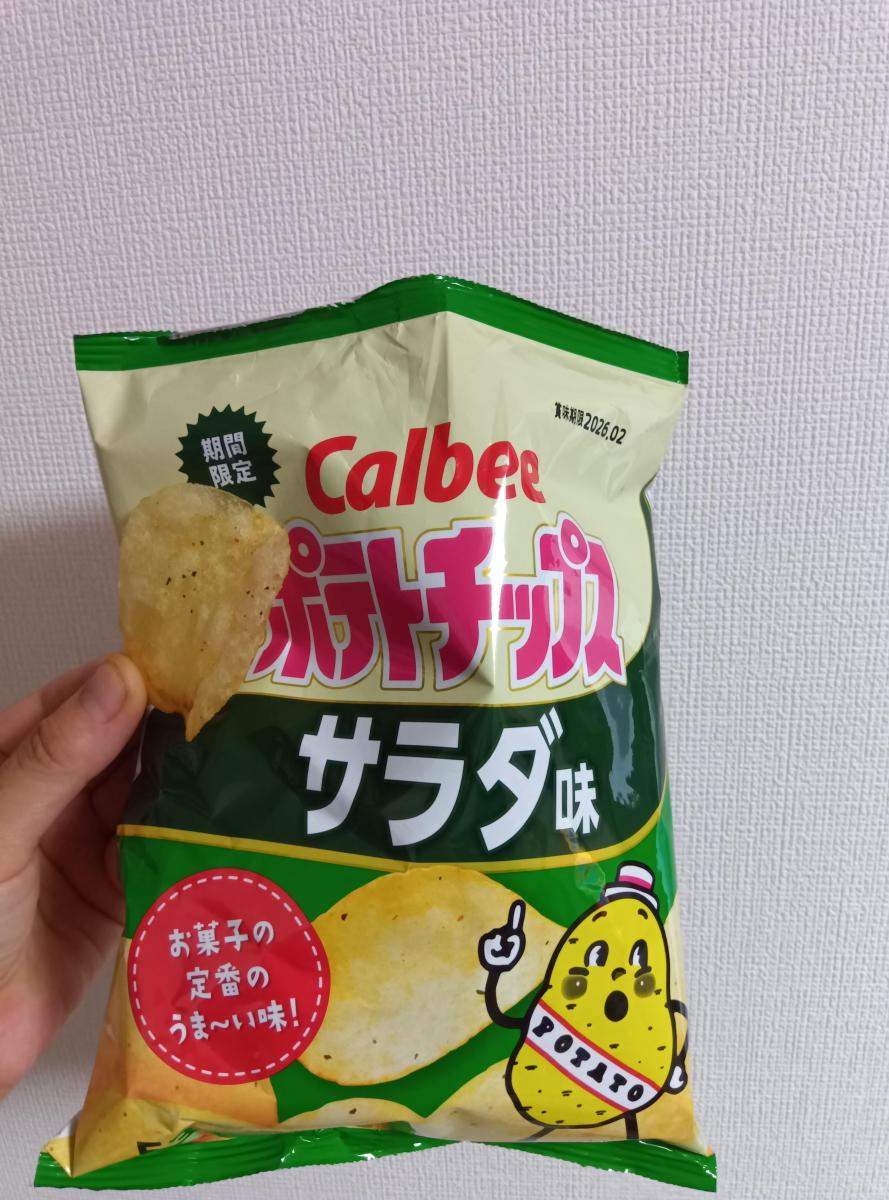 賞味期限2026.02
期間
限定
Calbee
ポテトチップス
サラダ味
お菓子の
定番の
うま〜い味!
POTATO